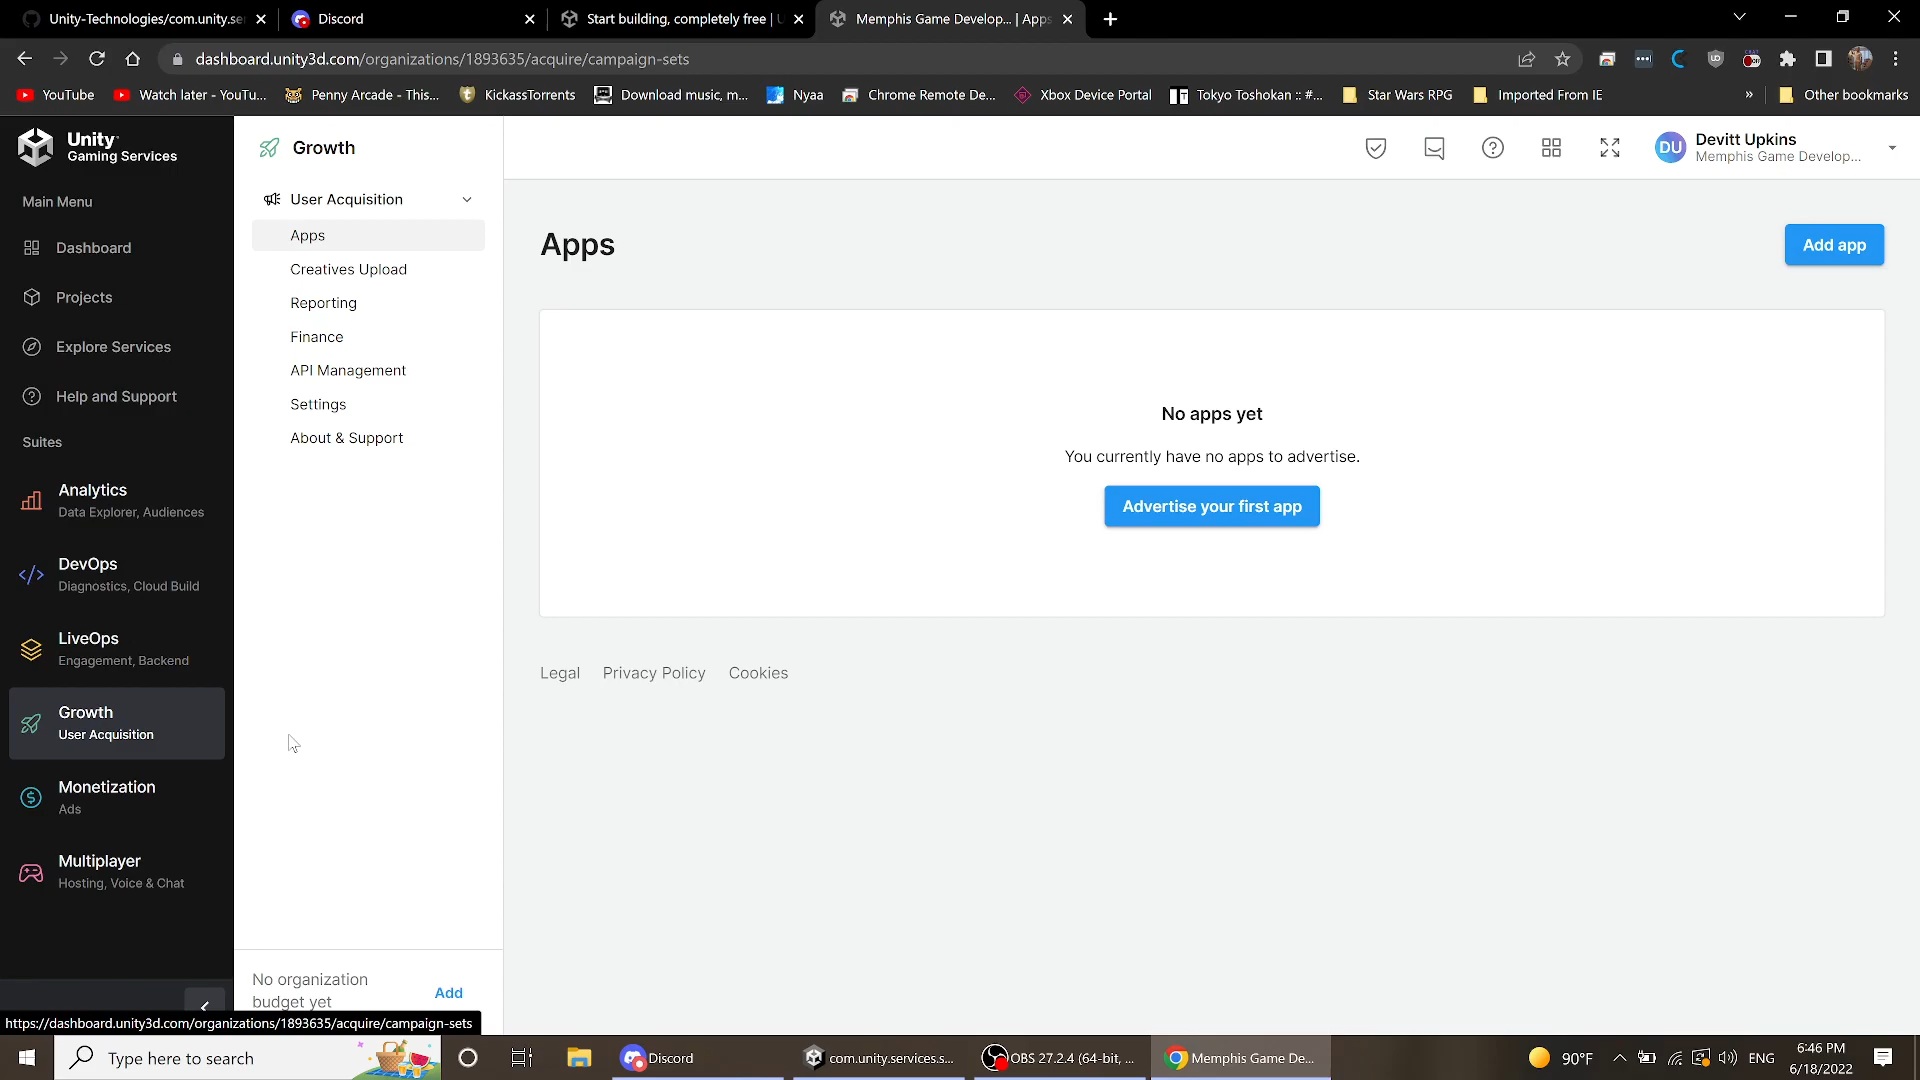 Unity-Technologies/com.unity.se
Discord
Start building, completely free |
Memphis Game Develop... | Apps
dashboard.unity3d.com/organizations/1893635/acquire/campaign-sets
YouTube
Watch later - YouTu...
Penny Arcade - This...
KickassTorrents
Download music, m...
Nyaa
Chrome Remote De...
Xbox Device Portal
Tokyo Toshokan :: #...
Star Wars RPG
Imported From IE
»
Other bookmarks
Unity
Gaming Services
Main Menu
Dashboard
Projects
Explore Services
Help and Support
Suites
Analytics
Data Explorer, Audiences
DevOps
Diagnostics, Cloud Build
LiveOps
Engagement, Backend
Growth
User Acquisition
Monetization
Ads
Multiplayer
Hosting, Voice & Chat
Growth
User Acquisition
Apps
Creatives Upload
Reporting
Finance
API Management
Settings
About & Support
No organization
budget yet
Add
DU
Devitt Upkins
Memphis Game Develop...
Apps
Add app
No apps yet
You currently have no apps to advertise.
Advertise your first app
Legal Privacy Policy Cookies
https://dashboard.unity3d.com/organizations/1893635/acquire/campaign-sets
Type here to search
Discord
com.unity.services.s...
OBS 27.2.4 (64-bit, ...
Memphis Game De...
90°F
ENG
6:46 PM
6/18/2022